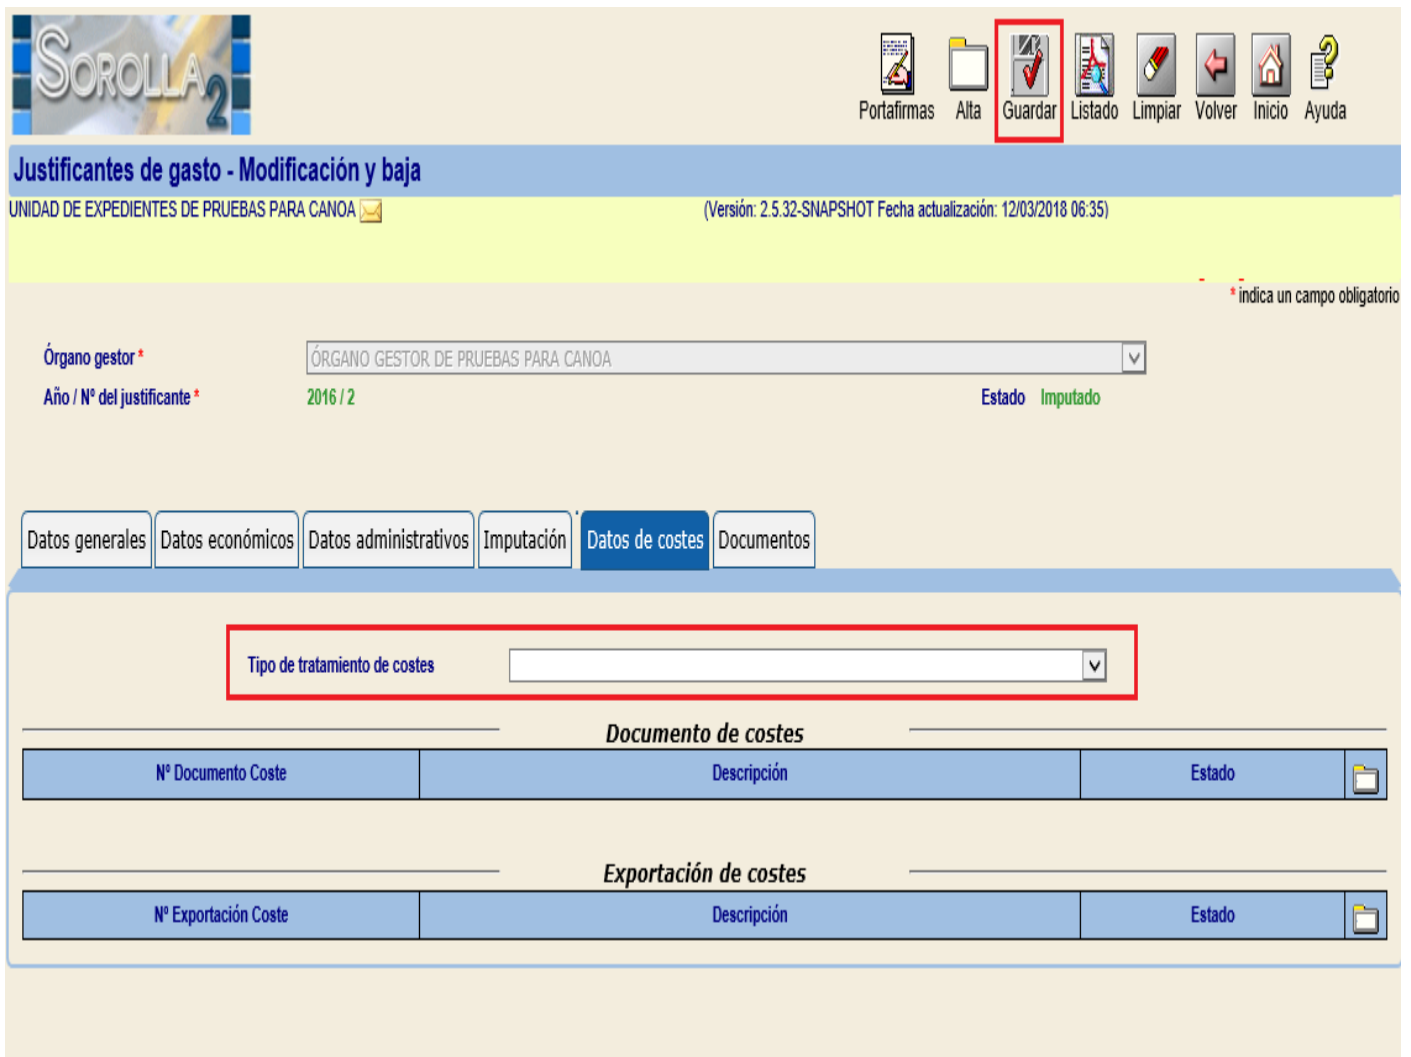 SOROLLA2
Portafirmas Alta Guardar Listado Limpiar Volver Inicio Ayuda
Justificantes de gasto - Modificación y baja
UNIDAD DE EXPEDIENTES DE PRUEBAS PARA CANOA (Versión: 2.5.32-SNAPSHOT Fecha actualización: 12/03/2018 06:35)
* indica un campo obligatorio
Órgano gestor * ÓRGANO GESTOR DE PRUEBAS PARA CANOA
Año / Nº del justificante * 2016 / 2 Estado Imputado
Datos generales Datos económicos Datos administrativos Imputación Datos de costes Documentos
Tipo de tratamiento de costes
Documento de costes
Nº Documento Coste Descripción Estado
Exportación de costes
Nº Exportación Coste Descripción Estado